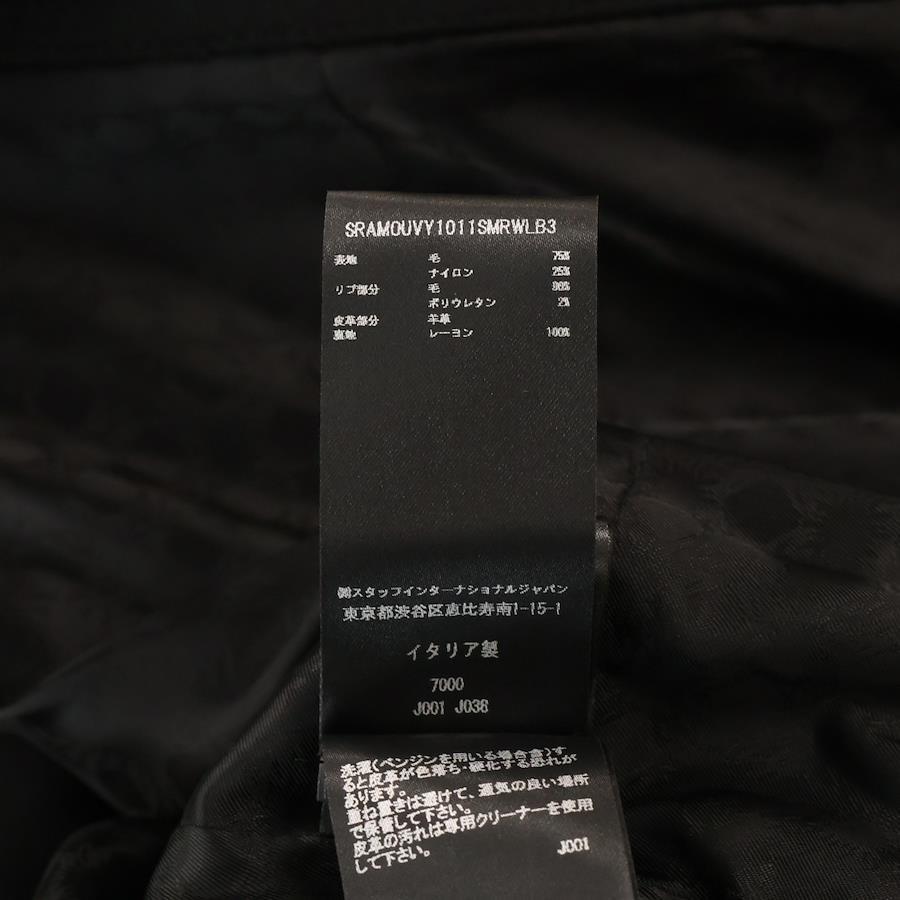 SRAMOUVY1011SMRWLB3
表地 毛 75%
ナイロン 25%
リブ部分 毛 98%
ポリウレタン 2%
皮革部分 羊革
裏地 レーヨン 100%
㈱スタッフインターナショナルジャパン
東京都渋谷区恵比寿南1-15-1
イタリア製
7000
J001 J038
洗濯(ベンジンを用いる場合含)す
ると皮革が色落ち・硬化する恐れが
あります。
重ね置きは避けて、通気の良い場所
で保管して下さい。
皮革の汚れは専用クリーナーを使用
して下さい。
J001